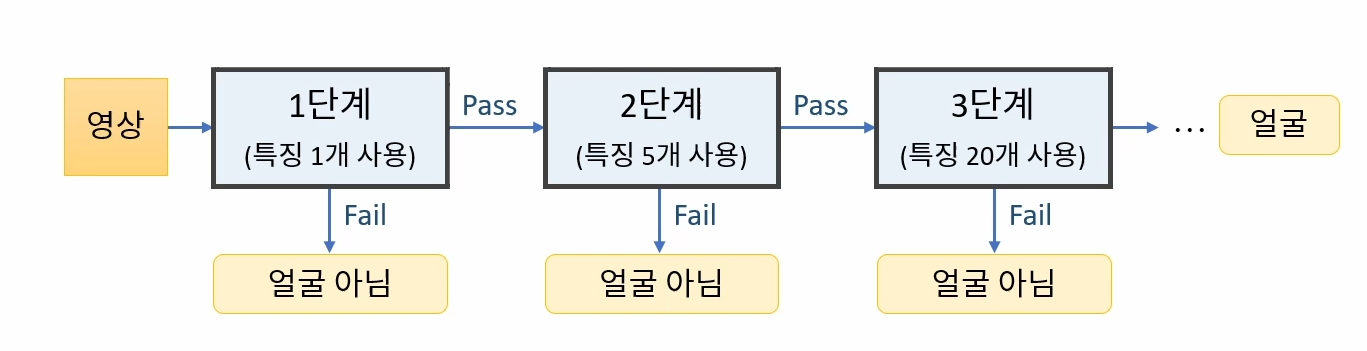 영상
1단계
(특징 1개 사용)
Pass
2단계
(특징 5개 사용)
Pass
3단계
(특징 20개 사용)
...
얼굴
Fail
Fail
Fail
얼굴 아님
얼굴 아님
얼굴 아님